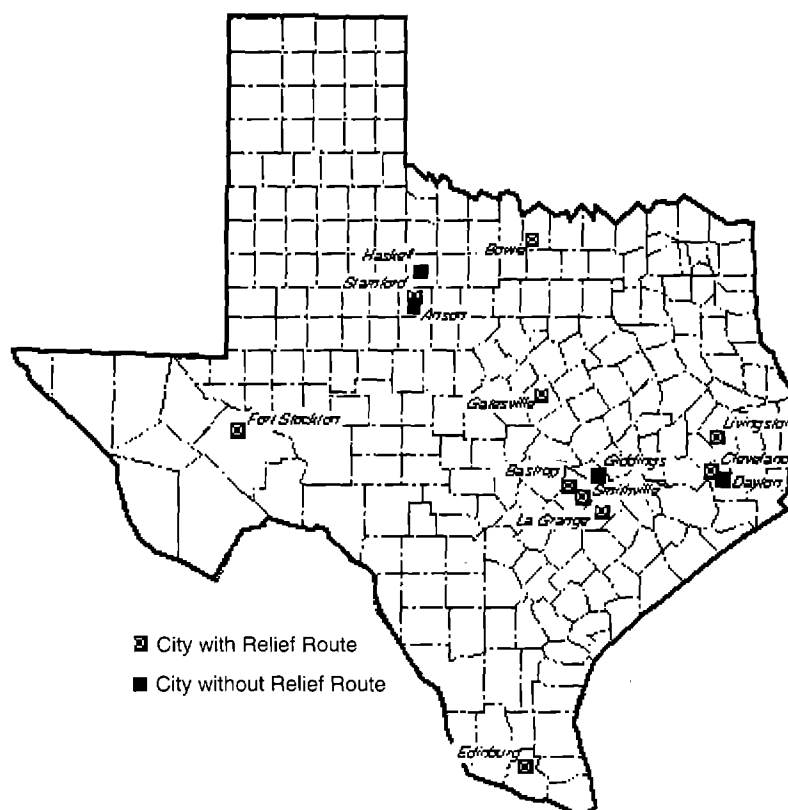 Bowe
Haskell
Stamford
Anson
Gatesville
Fort Stockton
Livingston
Cleveland
Giddings
Dayton
Bastrop
Smithville
La Grange
City with Relief Route
City without Relief Route
Edinburg